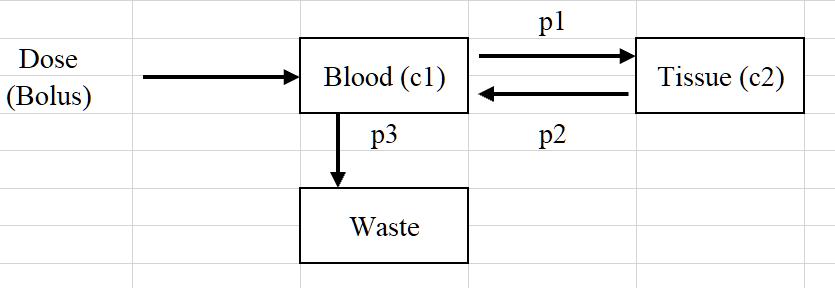 p1
Dose
(Bolus)
Blood (c1)
Tissue (c2)
p3
p2
Waste